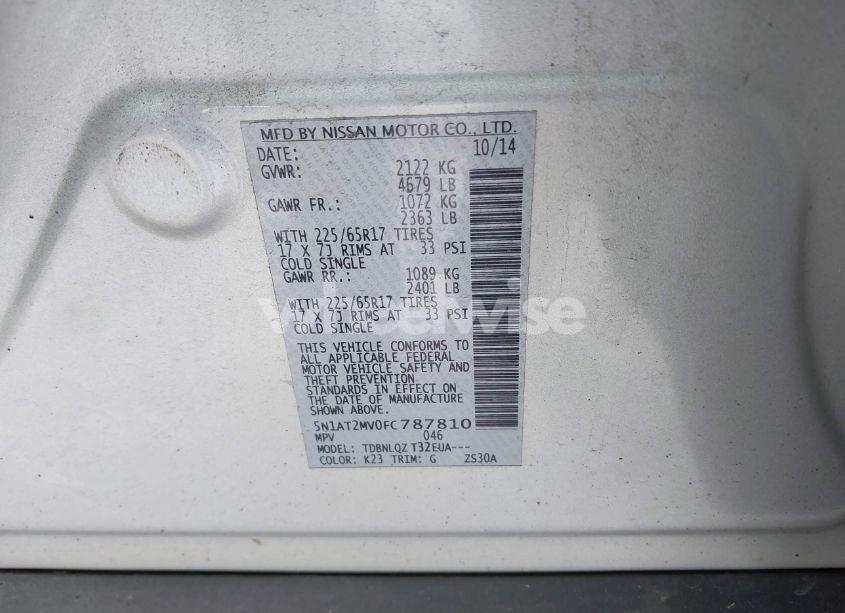 MFD BY NISSAN MOTOR CO., LTD.
DATE: 10/14
GVWR: 2122 KG
4679 LB
GAWR FR.: 1072 KG
2363 LB
WITH 225/65R17 TIRES
17 X 7J RIMS AT 33 PSI
COLD SINGLE
GAWR RR.: 1089 KG
2401 LB
WITH 225/65R17 TIRES
17 X 7J RIMS AT 33 PSI
COLD SINGLE
THIS VEHICLE CONFORMS TO
ALL APPLICABLE FEDERAL
MOTOR VEHICLE SAFETY AND
THEFT PREVENTION
STANDARDS IN EFFECT ON
THE DATE OF MANUFACTURE
SHOWN ABOVE.
5N1AT2MV0FC787810
MPV 046
MODEL: TDBNLQZ T32EUA---
COLOR: K23 TRIM: G ZS30A